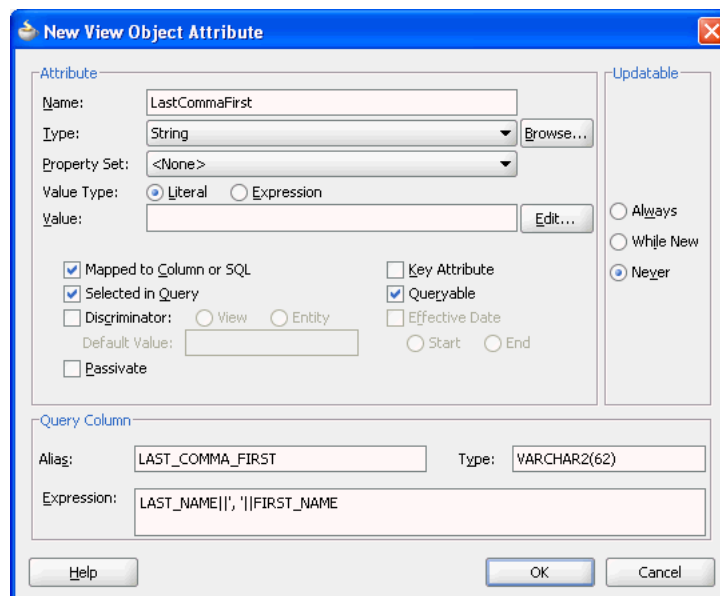 New View Object Attribute
Attribute
Updatable
Name: LastCommaFirst
Type: String Browse...
Property Set: <None>
Value Type: Literal Expression
Value: Edit...
Always
While New
Never
Mapped to Column or SQL Key Attribute
Selected in Query Queryable
Discriminator: View Entity Effective Date
Default Value: Start End
Passivate
Query Column
Alias: LAST_COMMA_FIRST Type: VARCHAR2(62)
Expression: LAST_NAME||', '||FIRST_NAME
Help OK Cancel